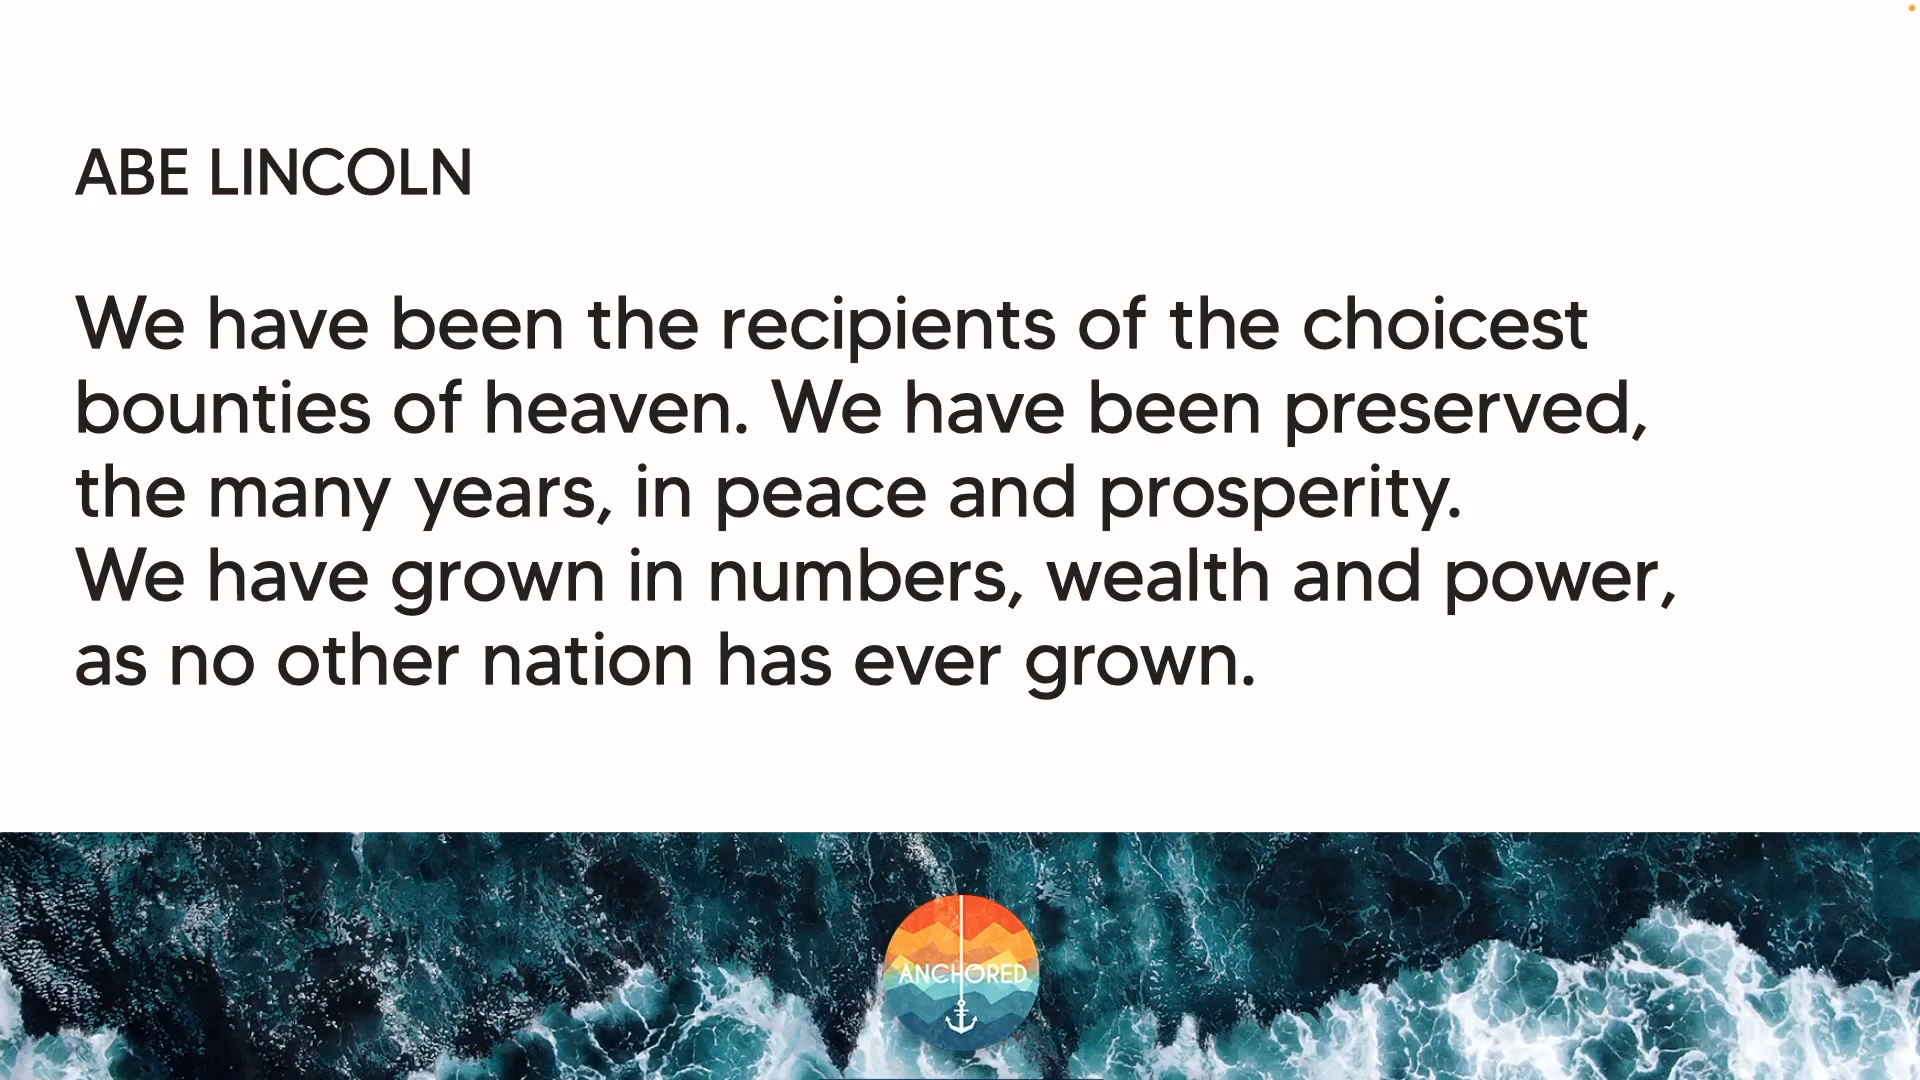 ABE LINCOLN
We have been the recipients of the choicest
bounties of heaven. We have been preserved,
the many years, in peace and prosperity.
We have grown in numbers, wealth and power,
as no other nation has ever grown.
ANCHORED